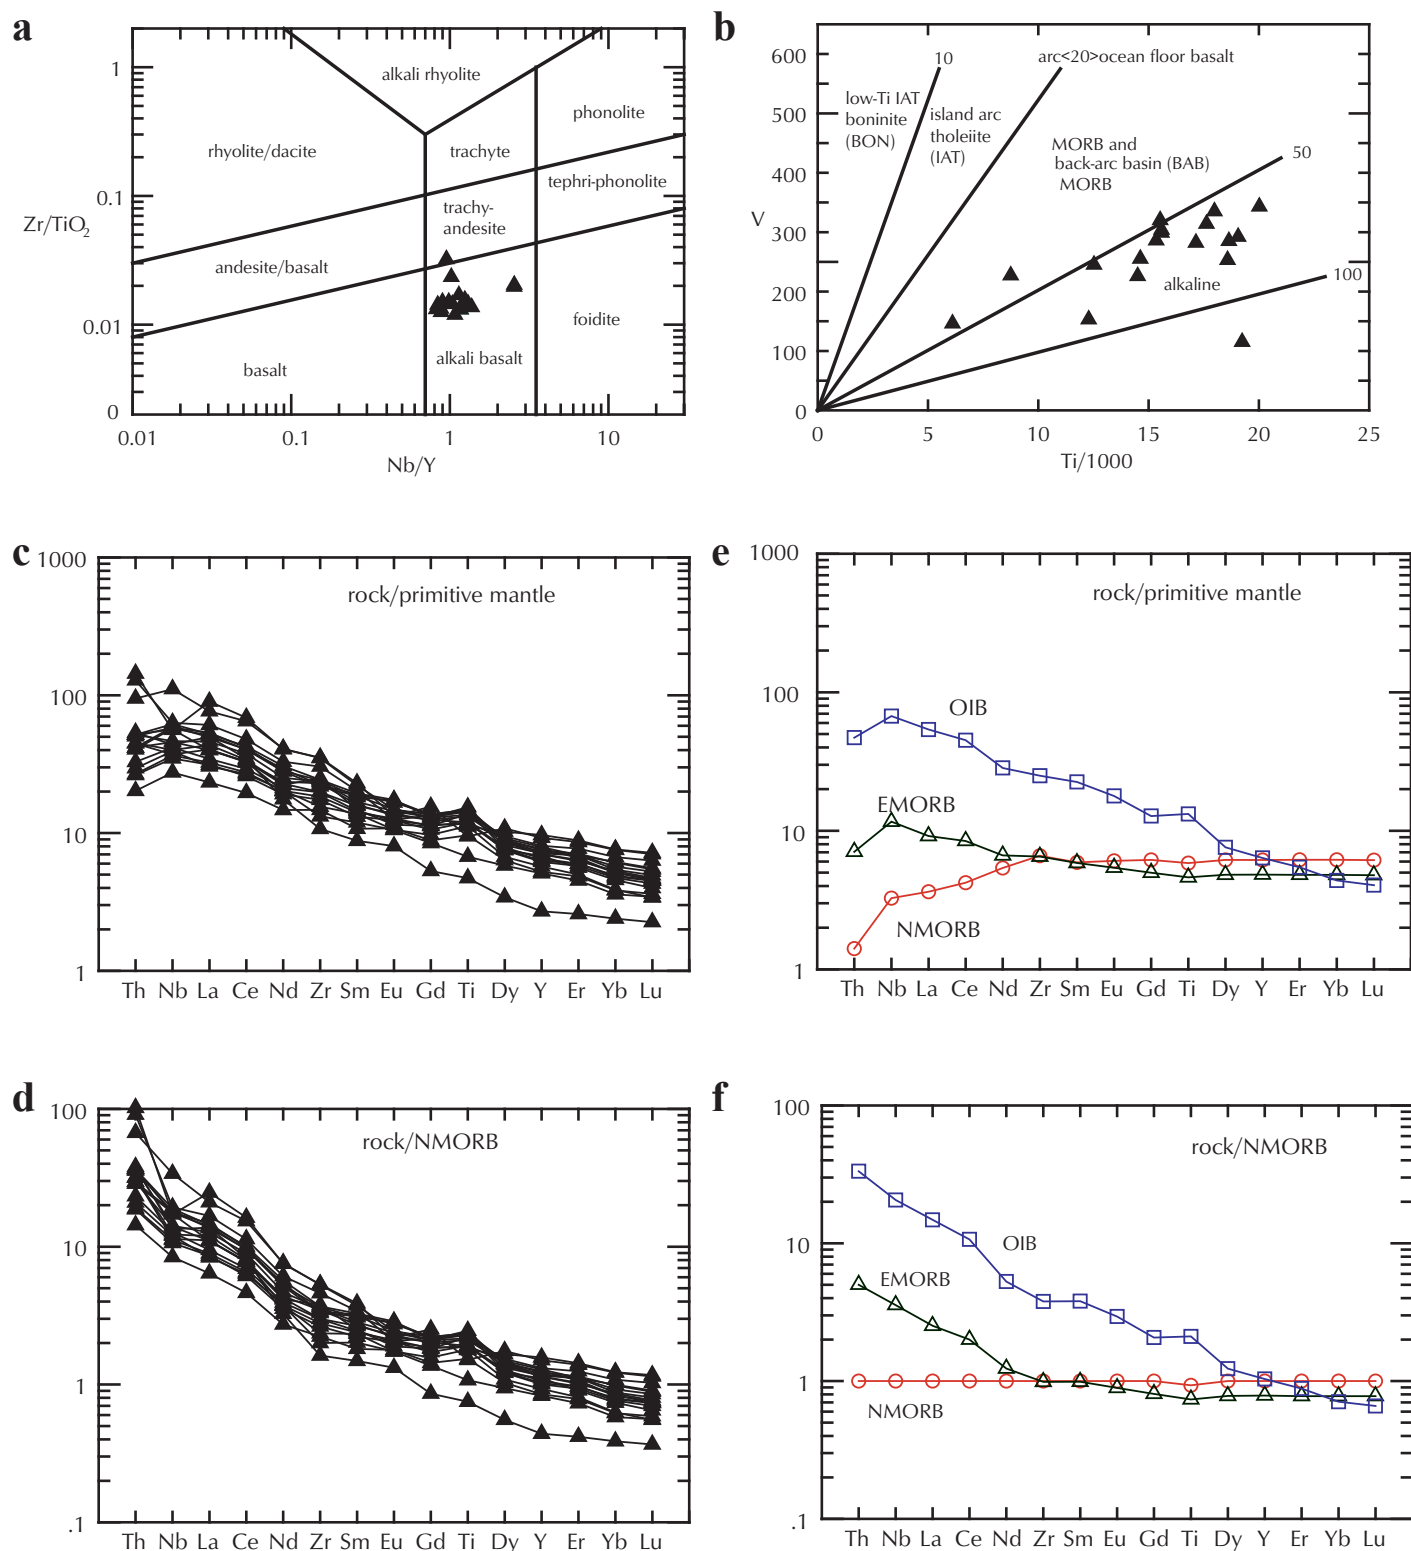 a
1
0.1
0.01
0
Zr/TiO2
alkali rhyolite
phonolite
rhyolite/dacite
trachyte
tephri-phonolite
trachy-
andesite
andesite/basalt
foidite
alkali basalt
basalt
0.01 0.1 1 10
Nb/Y
b
600
500
400
300
200
100
0
V
10
arc<20>ocean floor basalt
low-Ti IAT
boninite
(BON)
island arc
tholeiite
(IAT)
MORB and
back-arc basin (BAB)
MORB
50
alkaline
100
0 5 10 15 20 25
Ti/1000
c
1000
100
10
1
rock/primitive mantle
Th Nb La Ce Nd Zr Sm Eu Gd Ti Dy Y Er Yb Lu
e
1000
100
10
1
rock/primitive mantle
OIB
EMORB
NMORB
Th Nb La Ce Nd Zr Sm Eu Gd Ti Dy Y Er Yb Lu
d
100
10
1
.1
rock/NMORB
Th Nb La Ce Nd Zr Sm Eu Gd Ti Dy Y Er Yb Lu
f
100
10
1
.1
rock/NMORB
OIB
EMORB
NMORB
Th Nb La Ce Nd Zr Sm Eu Gd Ti Dy Y Er Yb Lu